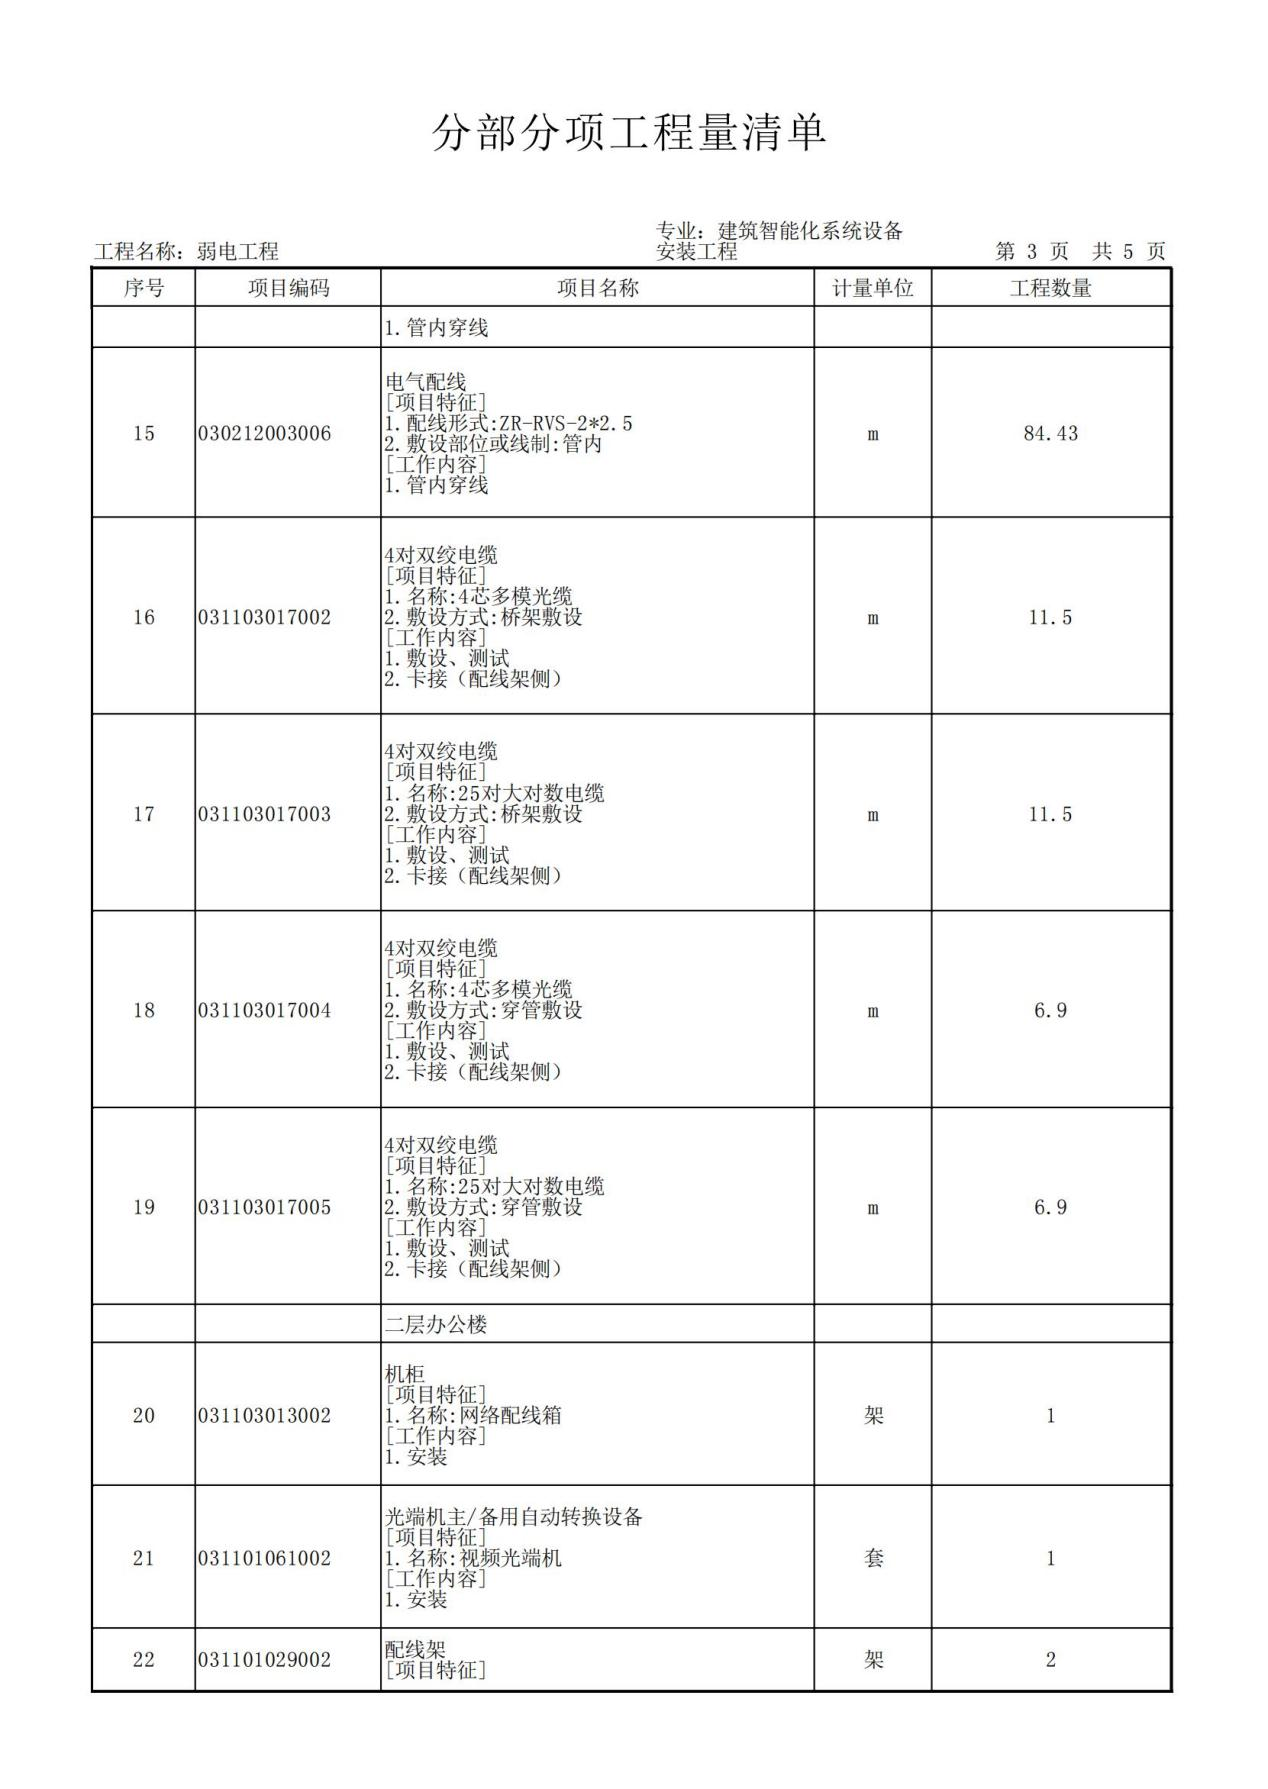 分部分项工程量清单
专业：建筑智能化系统设备
工程名称：弱电工程 安装工程 第 3 页 共 5 页
序号 项目编码 项目名称 计量单位 工程数量
1.管内穿线
电气配线
[项目特征]
1.配线形式:ZR-RVS-2*2.5
15 030212003006 2.敷设部位或线制:管内 m 84.43
[工作内容]
1.管内穿线
4对双绞电缆
[项目特征]
1.名称:4芯多模光缆
16 031103017002 2.敷设方式:桥架敷设 m 11.5
[工作内容]
1.敷设、测试
2.卡接（配线架侧）
4对双绞电缆
[项目特征]
1.名称:25对大对数电缆
17 031103017003 2.敷设方式:桥架敷设 m 11.5
[工作内容]
1.敷设、测试
2.卡接（配线架侧）
4对双绞电缆
[项目特征]
1.名称:4芯多模光缆
18 031103017004 2.敷设方式:穿管敷设 m 6.9
[工作内容]
1.敷设、测试
2.卡接（配线架侧）
4对双绞电缆
[项目特征]
1.名称:25对大对数电缆
19 031103017005 2.敷设方式:穿管敷设 m 6.9
[工作内容]
1.敷设、测试
2.卡接（配线架侧）
二层办公楼
机柜
[项目特征]
20 031103013002 1.名称:网络配线箱 架 1
[工作内容]
1.安装
光端机主/备用自动转换设备
[项目特征]
21 031101061002 1.名称:视频光端机 套 1
[工作内容]
1.安装
配线架
22 031101029002 [项目特征] 架 2